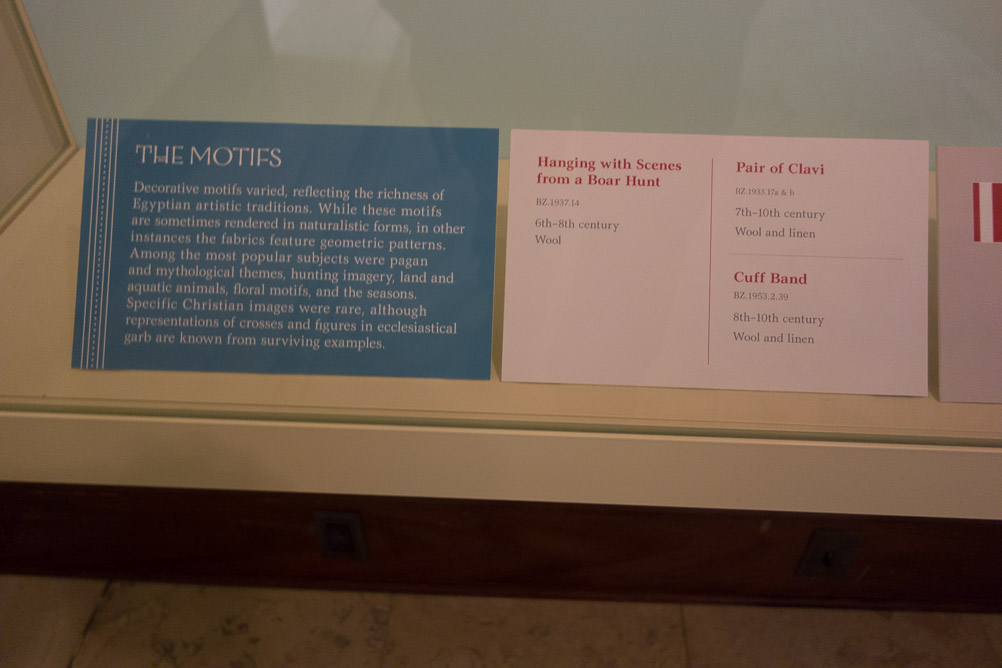 THE MOTIFS
Decorative motifs varied, reflecting the richness of
Egyptian artistic traditions. While these motifs
are sometimes rendered in naturalistic forms, in other
instances the fabrics feature geometric patterns.
Among the most popular subjects were pagan
and mythological themes, hunting imagery, land and
aquatic animals, floral motifs, and the seasons.
Specific Christian images were rare, although
representations of crosses and figures in ecclesiastical
garb are known from surviving examples.
Hanging with Scenes
from a Boar Hunt
BZ.1937.14
6th–8th century
Wool
Pair of Clavi
BZ.1933.17a & b
7th–10th century
Wool and linen
Cuff Band
BZ.1953.2.39
8th–10th century
Wool and linen